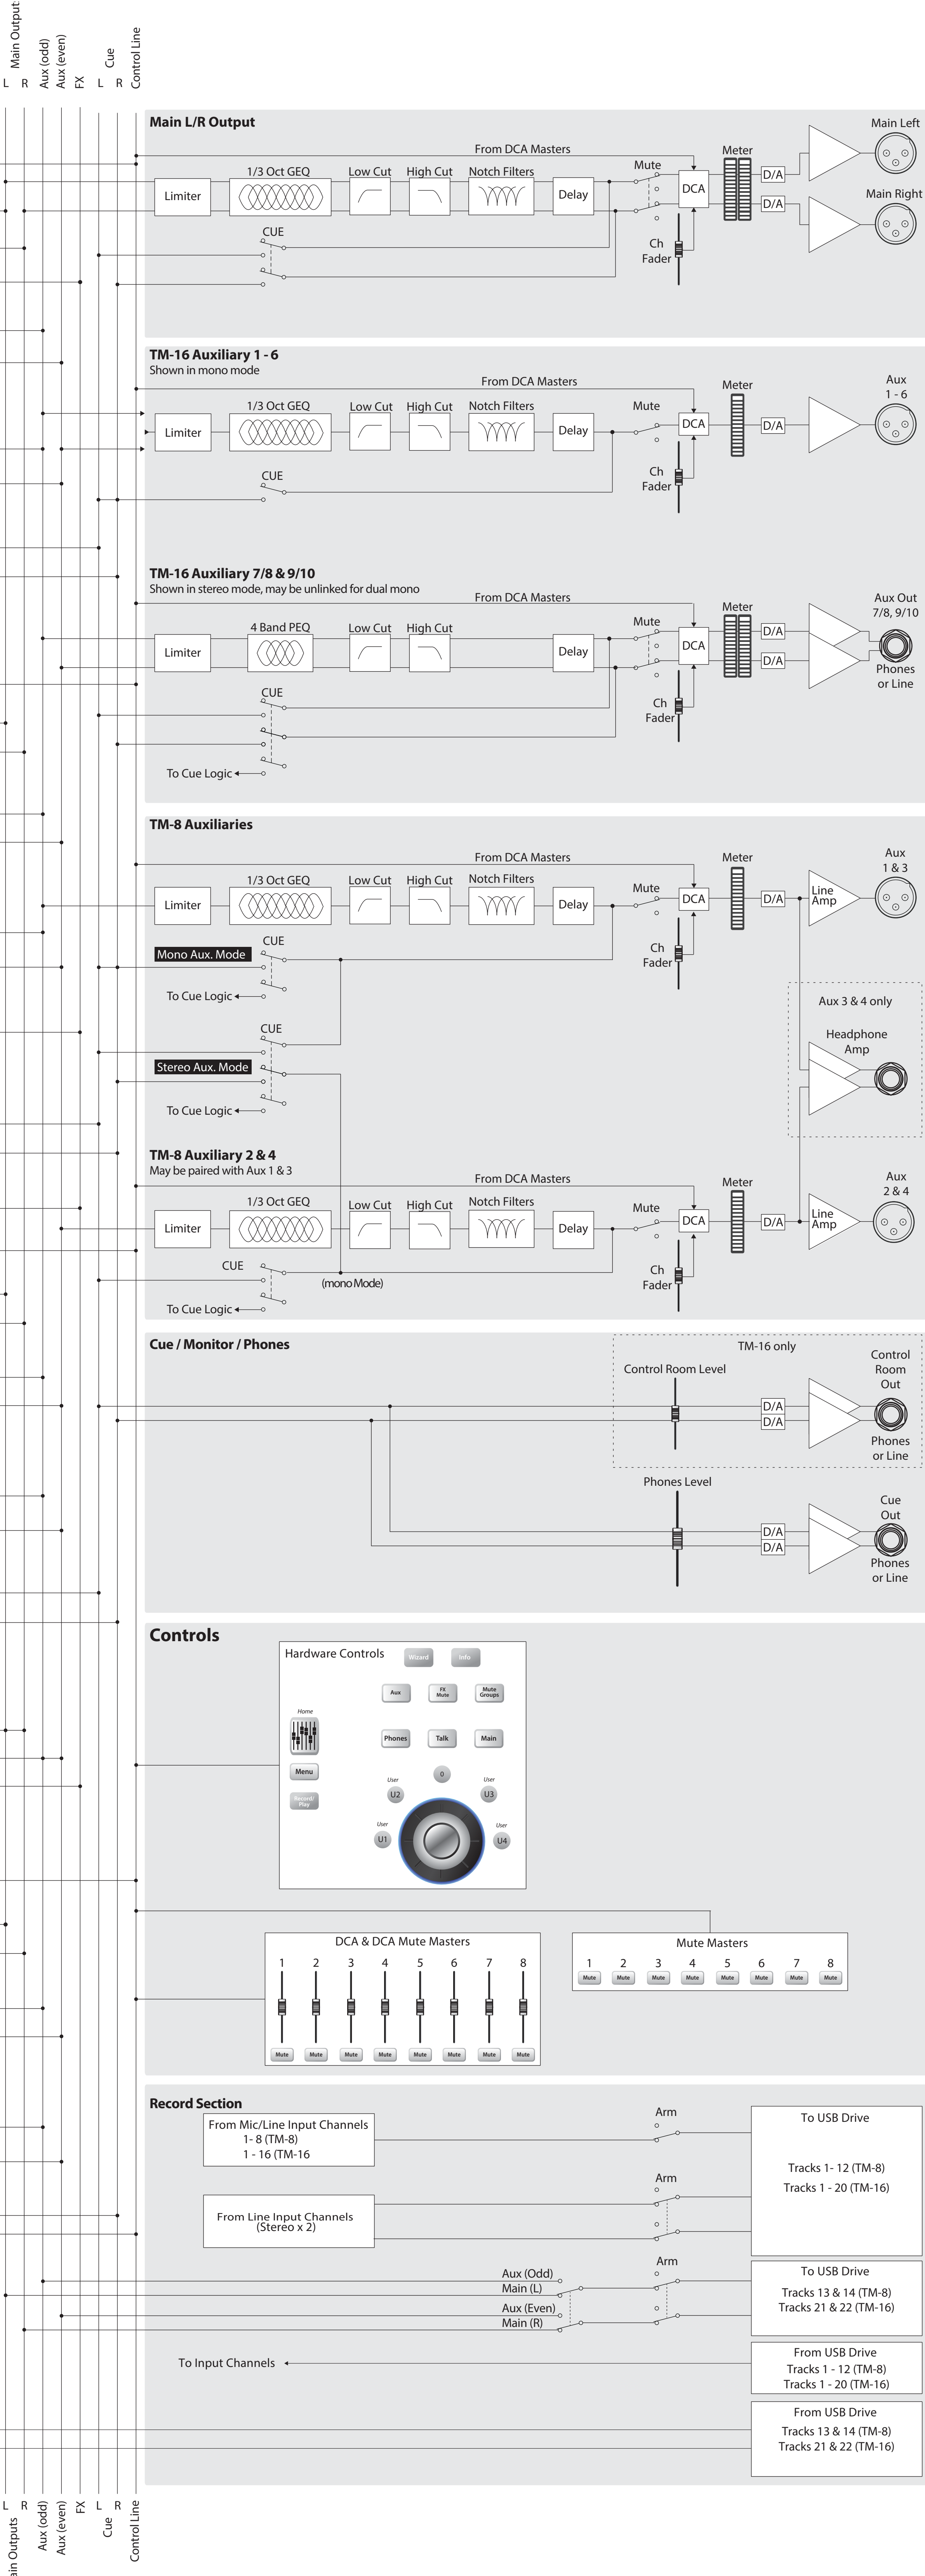 Main Output
Aux (odd)
Aux (even)
Cue
Control Line
L R FX L R
Main L/R Output
Main Left
From DCA Masters
Meter
Mute
1/3 Oct GEQ Low Cut High Cut Notch Filters
D/A
Limiter
Delay
DCA
Main Right
D/A
CUE
Ch
Fader
TM-16 Auxiliary 1 - 6
Shown in mono mode
From DCA Masters
Meter
Aux
1 - 6
1/3 Oct GEQ Low Cut High Cut Notch Filters
Mute
Limiter
Delay
DCA
D/A
CUE
Ch
Fader
TM-16 Auxiliary 7/8 & 9/10
Shown in stereo mode, may be unlinked for dual mono
From DCA Masters
Meter
Aux Out
7/8, 9/10
4 Band PEQ Low Cut High Cut
Mute
D/A
Limiter
Delay
DCA
D/A
Phones
or Line
CUE
Ch
Fader
To Cue Logic
TM-8 Auxiliaries
From DCA Masters
Meter
Aux
1 & 3
1/3 Oct GEQ Low Cut High Cut Notch Filters
Mute
Limiter
Delay
DCA
D/A
Line
Amp
CUE
Mono Aux. Mode
Ch
Fader
To Cue Logic
Aux 3 & 4 only
CUE
Headphone
Amp
Stereo Aux. Mode
To Cue Logic
TM-8 Auxiliary 2 & 4
May be paired with Aux 1 & 3
From DCA Masters
Meter
Aux
2 & 4
1/3 Oct GEQ Low Cut High Cut Notch Filters
Mute
Limiter
Delay
DCA
D/A
Line
Amp
CUE
(mono Mode)
Ch
Fader
To Cue Logic
Cue / Monitor / Phones
TM-16 only
Control Room Level
Control
Room
Out
D/A
D/A
Phones
or Line
Phones Level
Cue
Out
D/A
D/A
Phones
or Line
Controls
Hardware Controls
Wizard Info
Aux
FX
Mute
Mute
Groups
Home
Phones Talk Main
Menu
0
User
U2
User
U3
Record/
Play
User
U1
User
U4
DCA & DCA Mute Masters
1 2 3 4 5 6 7 8
Mute Mute Mute Mute Mute Mute Mute Mute
Mute Masters
1 2 3 4 5 6 7 8
Mute Mute Mute Mute Mute Mute Mute Mute
Record Section
From Mic/Line Input Channels
1- 8 (TM-8)
1 - 16 (TM-16
Arm
To USB Drive
Tracks 1- 12 (TM-8)
Tracks 1 - 20 (TM-16)
Arm
From Line Input Channels
(Stereo x 2)
Arm
Aux (Odd)
Main (L)
Aux (Even)
Main (R)
To USB Drive
Tracks 13 & 14 (TM-8)
Tracks 21 & 22 (TM-16)
To Input Channels
From USB Drive
Tracks 1 - 12 (TM-8)
Tracks 1 - 20 (TM-16)
From USB Drive
Tracks 13 & 14 (TM-8)
Tracks 21 & 22 (TM-16)
L R FX L R
ain Outputs
Aux (odd)
Aux (even)
Cue
Control Line